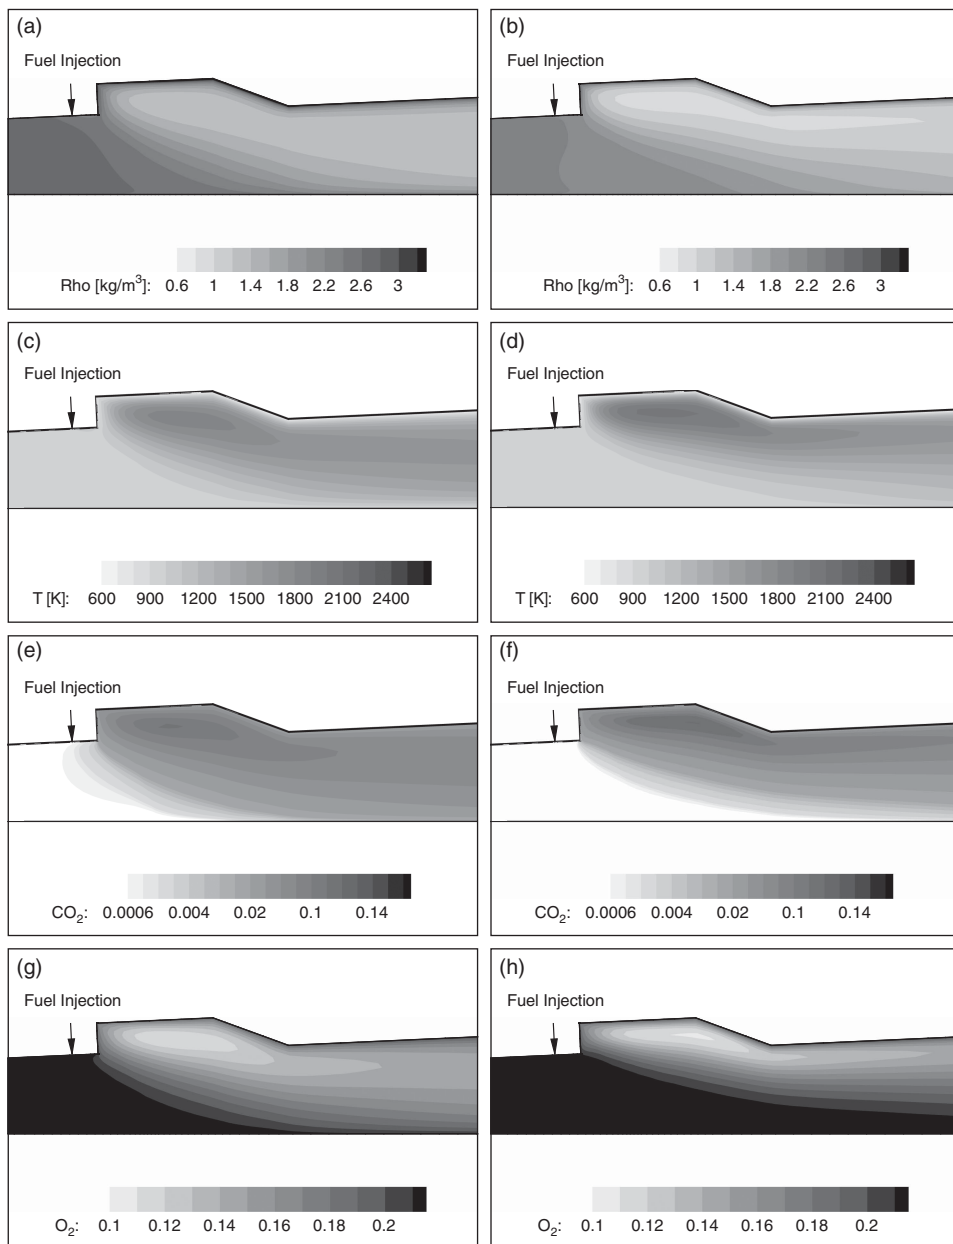 (a)
Fuel Injection
Rho [kg/m³]: 0.6 1 1.4 1.8 2.2 2.6 3
(b)
Fuel Injection
Rho [kg/m³]: 0.6 1 1.4 1.8 2.2 2.6 3
(c)
Fuel Injection
T [K]: 600 900 1200 1500 1800 2100 2400
(d)
Fuel Injection
T [K]: 600 900 1200 1500 1800 2100 2400
(e)
Fuel Injection
CO₂: 0.0006 0.004 0.02 0.1 0.14
(f)
Fuel Injection
CO₂: 0.0006 0.004 0.02 0.1 0.14
(g)
Fuel Injection
O₂: 0.1 0.12 0.14 0.16 0.18 0.2
(h)
Fuel Injection
O₂: 0.1 0.12 0.14 0.16 0.18 0.2